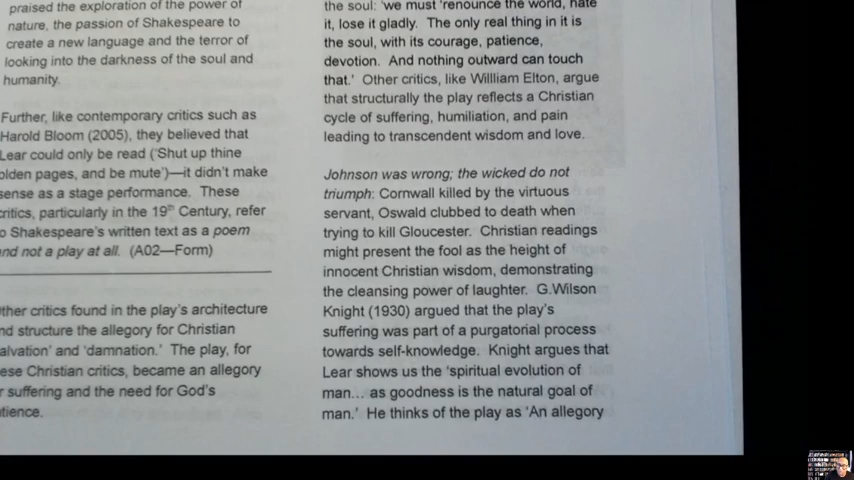 praised the exploration of the power of
nature, the passion of Shakespeare to
create a new language and the terror of
looking into the darkness of the soul and
humanity.
Further, like contemporary critics such as
Harold Bloom (2005), they believed that
Lear could only be read ('Shut up thine
olden pages, and be mute')—it didn't make
sense as a stage performance. These
critics, particularly in the 19th Century, refer
o Shakespeare's written text as a poem
nd not a play at all. (A02—Form)
ther critics found in the play's architecture
nd structure the allegory for Christian
alvation' and 'damnation.' The play, for
ese Christian critics, became an allegory
r suffering and the need for God's
tience.
the soul: 'we must 'renounce the world, hate
it, lose it gladly. The only real thing in it is
the soul, with its courage, patience,
devotion. And nothing outward can touch
that.' Other critics, like Willliam Elton, argue
that structurally the play reflects a Christian
cycle of suffering, humiliation, and pain
leading to transcendent wisdom and love.
Johnson was wrong; the wicked do not
triumph: Cornwall killed by the virtuous
servant, Oswald clubbed to death when
trying to kill Gloucester. Christian readings
might present the fool as the height of
innocent Christian wisdom, demonstrating
the cleansing power of laughter. G.Wilson
Knight (1930) argued that the play's
suffering was part of a purgatorial process
towards self-knowledge. Knight argues that
Lear shows us the 'spiritual evolution of
man... as goodness is the natural goal of
man.' He thinks of the play as 'An allegory